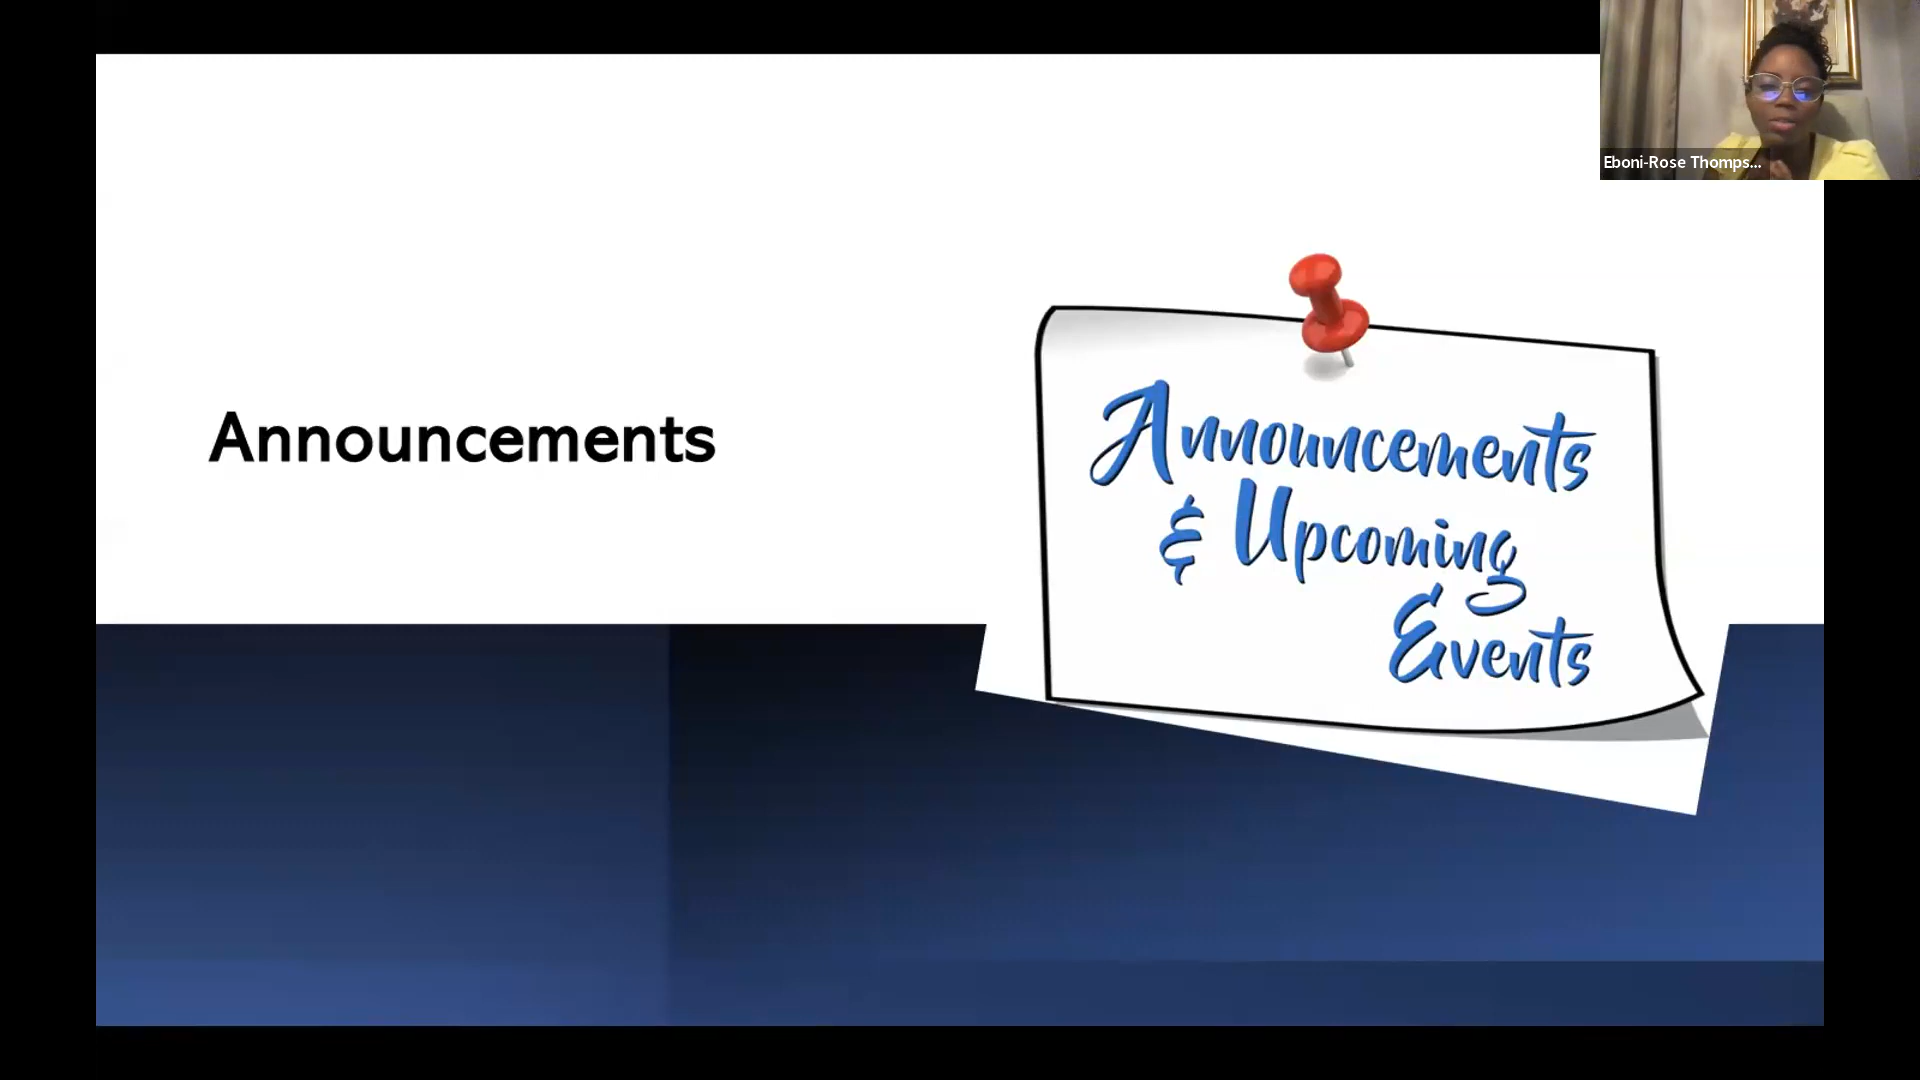 Eboni-Rose Thomps...
Announcements
Announcements
& Upcoming
Events